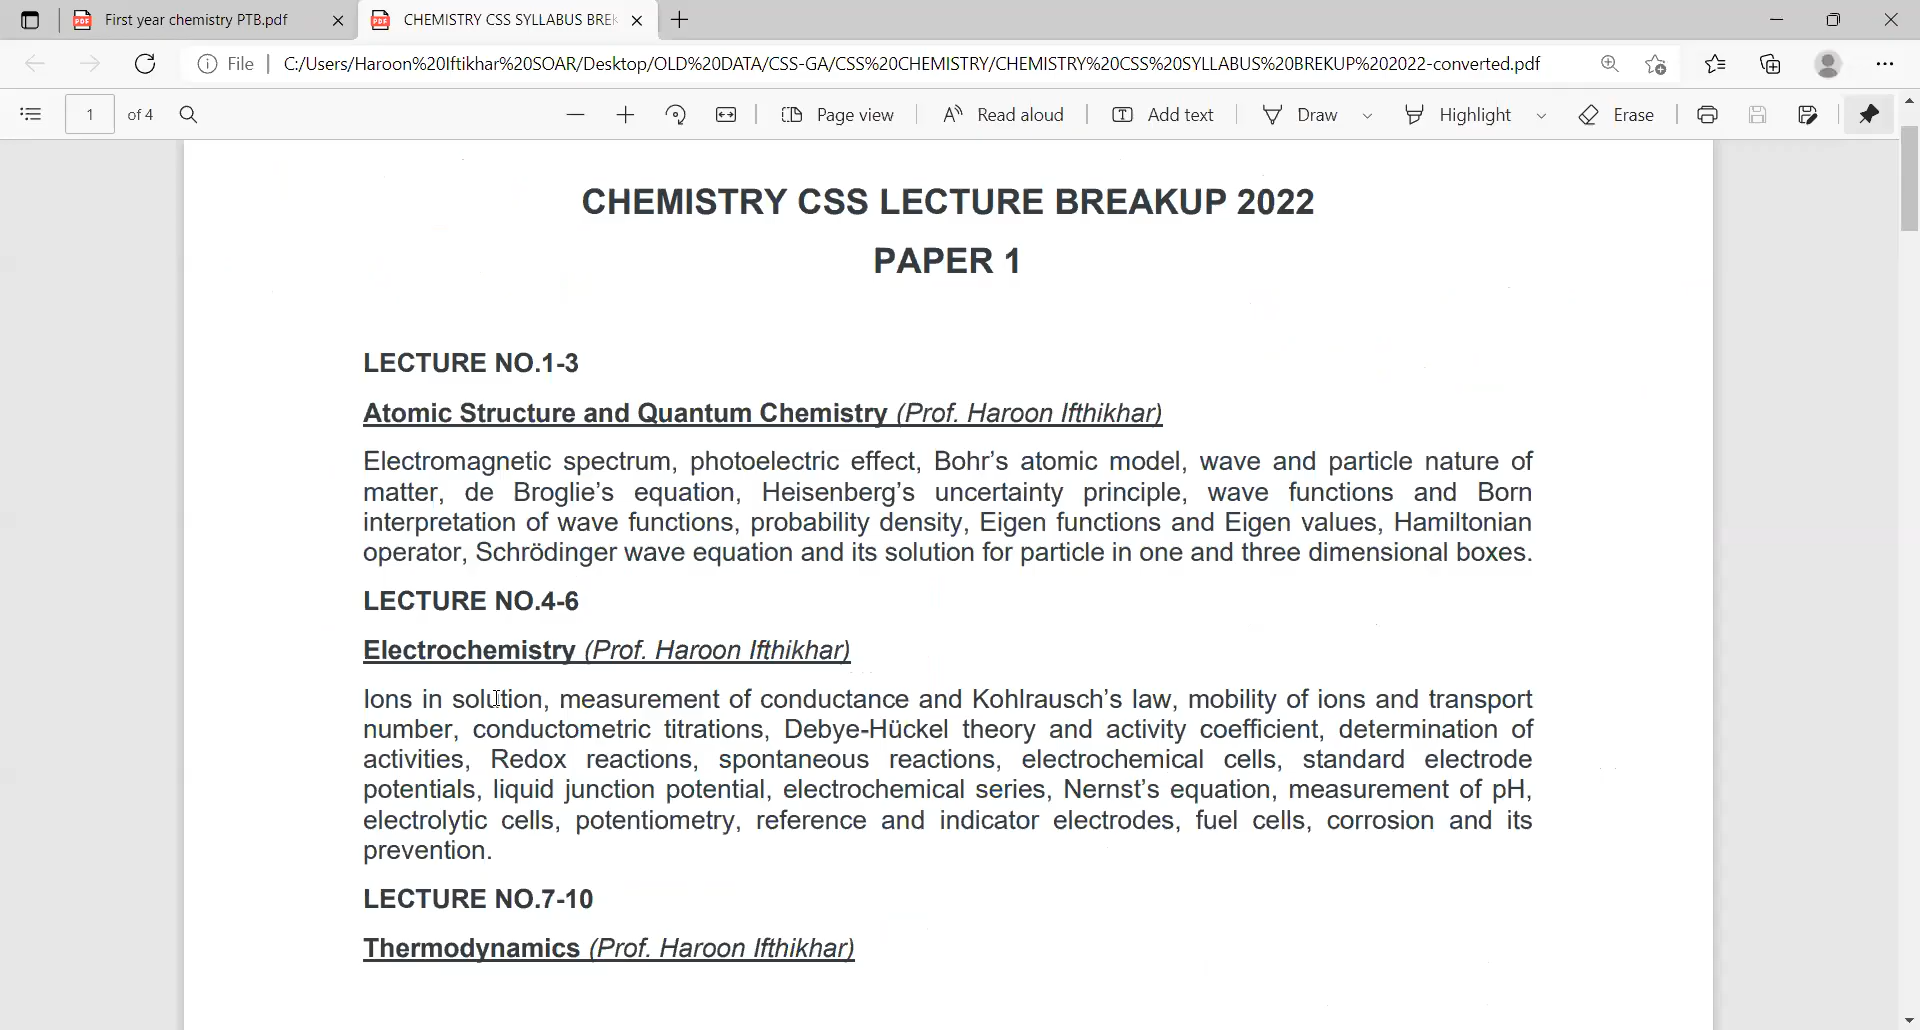 First year chemistry PTB.pdf
CHEMISTRY CSS SYLLABUS BREK
File
C:/Users/Haroon%20Iftikhar%20SOAR/Desktop/OLD%20DATA/CSS-GA/CSS%20CHEMISTRY/CHEMISTRY%20CSS%20SYLLABUS%20BREKUP%202022-converted.pdf
1 of 4
Page view
Read aloud
Add text
Draw
Highlight
Erase
CHEMISTRY CSS LECTURE BREAKUP 2022
PAPER 1
LECTURE NO.1-3
Atomic Structure and Quantum Chemistry (Prof. Haroon Ifthikhar)
Electromagnetic spectrum, photoelectric effect, Bohr’s atomic model, wave and particle nature of
matter, de Broglie’s equation, Heisenberg’s uncertainty principle, wave functions and Born
interpretation of wave functions, probability density, Eigen functions and Eigen values, Hamiltonian
operator, Schrödinger wave equation and its solution for particle in one and three dimensional boxes.
LECTURE NO.4-6
Electrochemistry (Prof. Haroon Ifthikhar)
Ions in solution, measurement of conductance and Kohlrausch’s law, mobility of ions and transport
number, conductometric titrations, Debye-Hückel theory and activity coefficient, determination of
activities, Redox reactions, spontaneous reactions, electrochemical cells, standard electrode
potentials, liquid junction potential, electrochemical series, Nernst’s equation, measurement of pH,
electrolytic cells, potentiometry, reference and indicator electrodes, fuel cells, corrosion and its
prevention.
LECTURE NO.7-10
Thermodynamics (Prof. Haroon Ifthikhar)